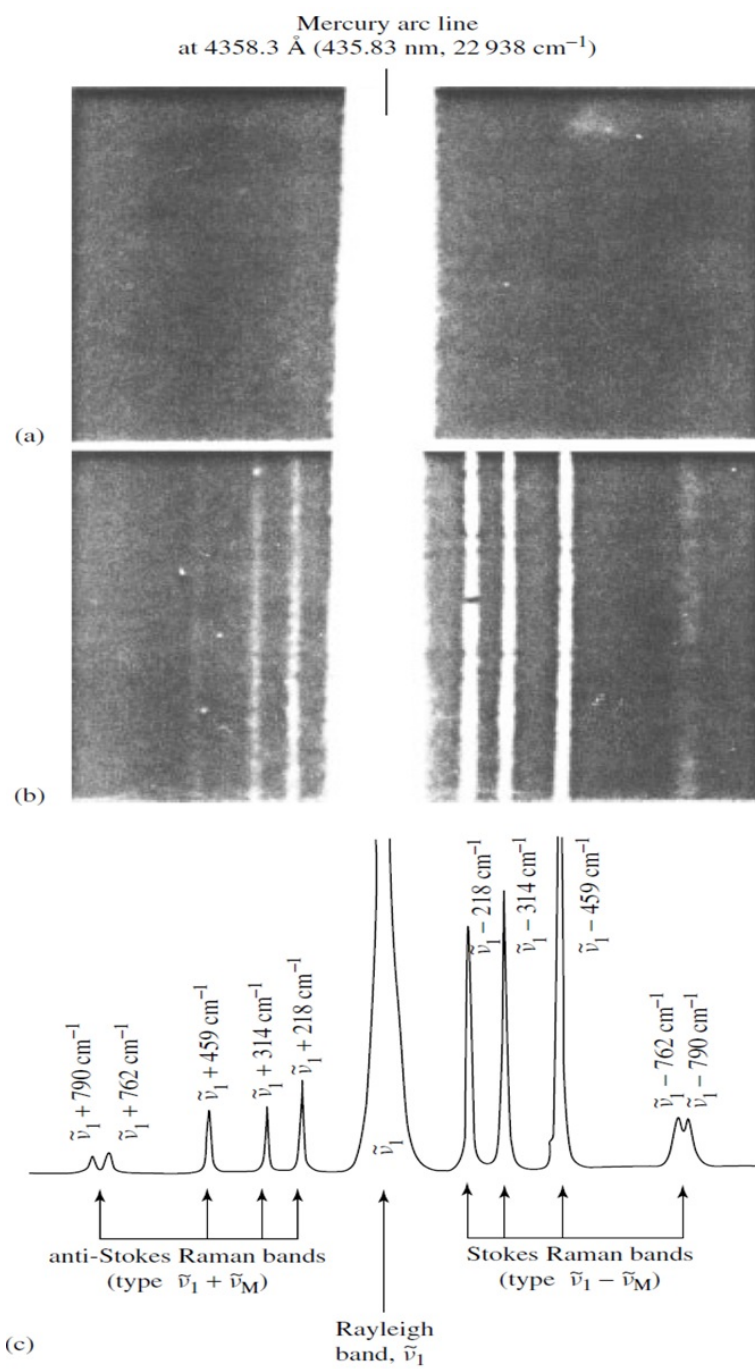 Mercury arc line
at 4358.3 Å (435.83 nm, 22 938 cm⁻¹)
(a)
(b)
ν̃₁ + 790 cm⁻¹
ν̃₁ + 762 cm⁻¹
ν̃₁ + 459 cm⁻¹
ν̃₁ + 314 cm⁻¹
ν̃₁ + 218 cm⁻¹
ν̃₁
ν̃₁ − 218 cm⁻¹
ν̃₁ − 314 cm⁻¹
ν̃₁ − 459 cm⁻¹
ν̃₁ − 762 cm⁻¹
ν̃₁ − 790 cm⁻¹
anti-Stokes Raman bands
(type ν̃₁ + ν̃M)
Stokes Raman bands
(type ν̃₁ − ν̃M)
(c)
Rayleigh
band, ν̃₁